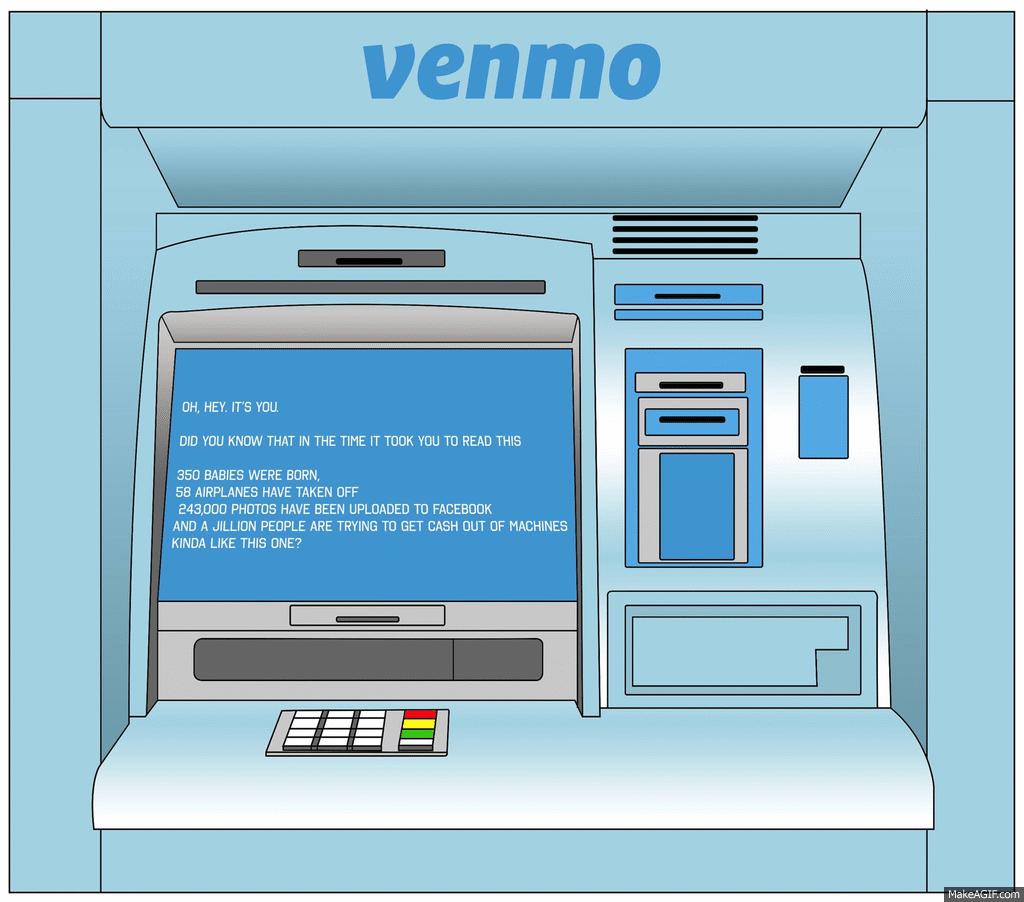 venmo
OH, HEY. IT'S YOU.
DID YOU KNOW THAT IN THE TIME IT TOOK YOU TO READ THIS
350 BABIES WERE BORN,
58 AIRPLANES HAVE TAKEN OFF
243,000 PHOTOS HAVE BEEN UPLOADED TO FACEBOOK
AND A JILLION PEOPLE ARE TRYING TO GET CASH OUT OF MACHINES
KINDA LIKE THIS ONE?
MakeAGIF.com